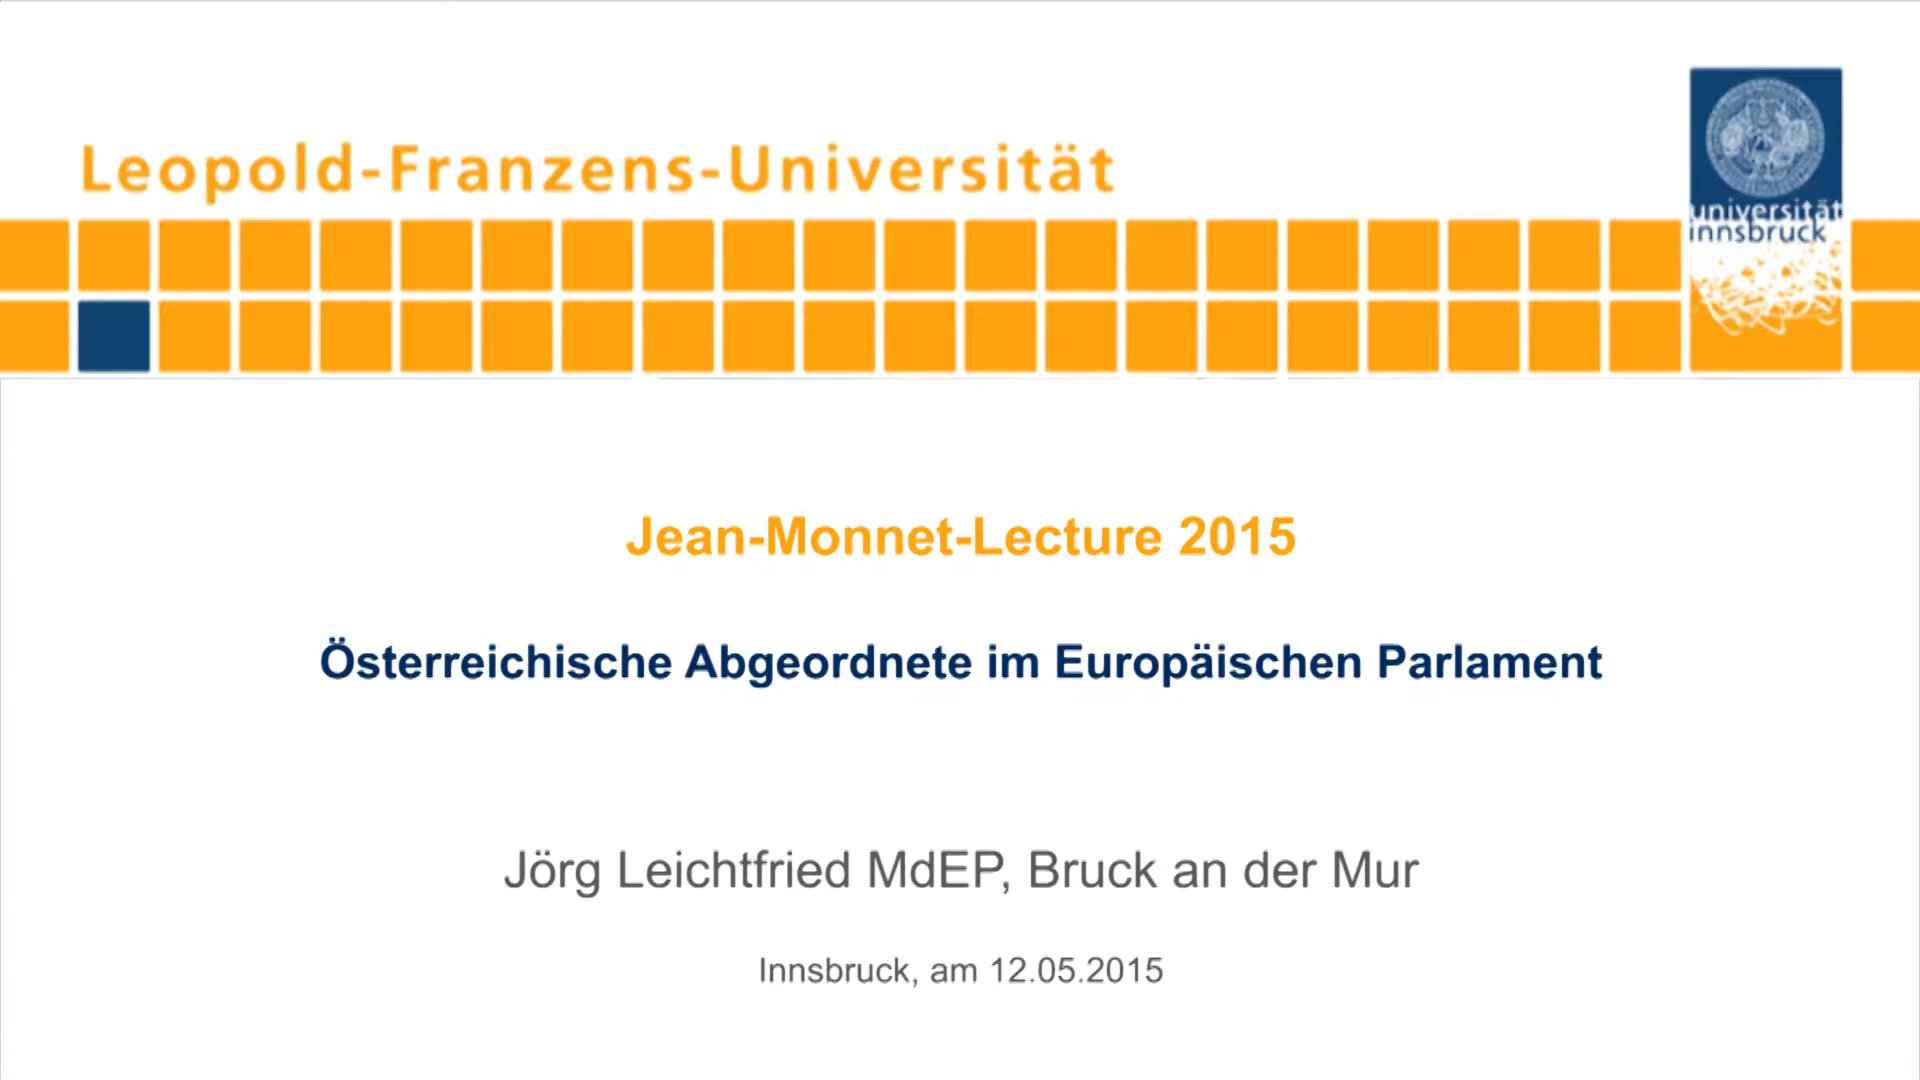 Leopold-Franzens-Universität
universität
innsbruck
Jean-Monnet-Lecture 2015
Österreichische Abgeordnete im Europäischen Parlament
Jörg Leichtfried MdEP, Bruck an der Mur
Innsbruck, am 12.05.2015